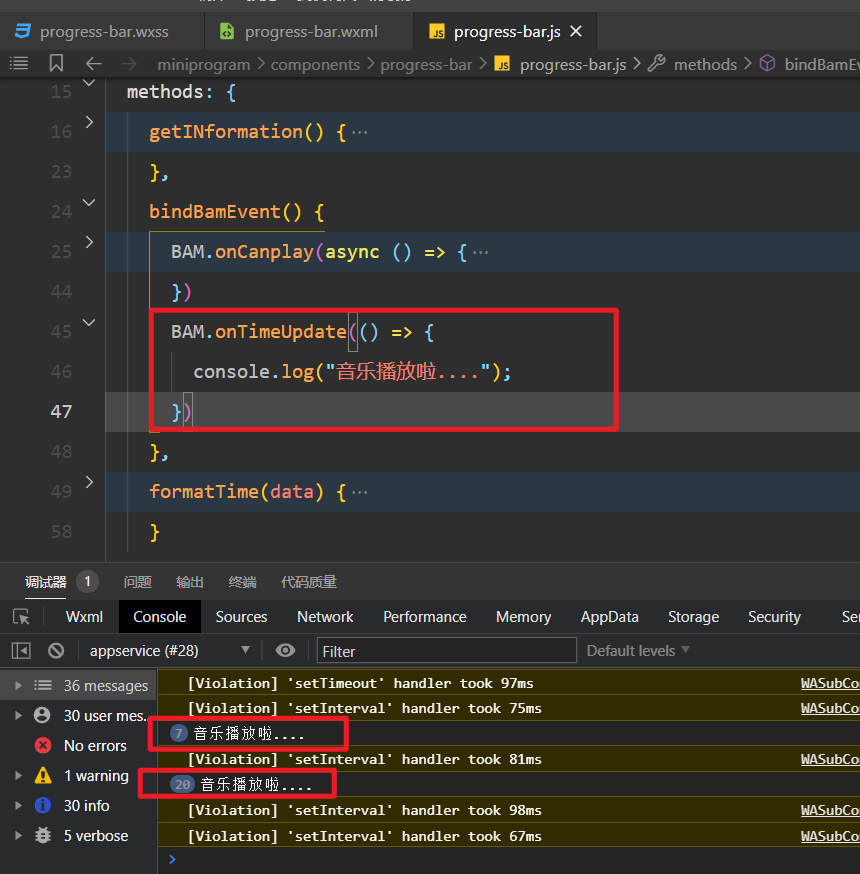 progress-bar.wxss progress-bar.wxml JS progress-bar.js ×
miniprogram > components > progress-bar > JS progress-bar.js > methods > bindBamEv
15 methods: {
16 getINformation() { ···
23 },
24 bindBamEvent() {
25 BAM.onCanplay(async () => { ···
44 })
45 BAM.onTimeUpdate(() => {
46 console.log("音乐播放啦....");
47 })
48 },
49 formatTime(data) { ···
58 }
调试器 1 问题 输出 终端 代码质量
Wxml Console Sources Network Performance Memory AppData Storage Security Se
appservice (#28) Filter Default levels
36 messages
30 user mes...
No errors
1 warning
30 info
5 verbose
[Violation] 'setTimeout' handler took 97ms WASubCo
[Violation] 'setInterval' handler took 75ms WASubCo
7 音乐播放啦....
[Violation] 'setInterval' handler took 81ms WASubCo
20 音乐播放啦....
[Violation] 'setInterval' handler took 98ms WASubCo
[Violation] 'setInterval' handler took 67ms WASubCo
>